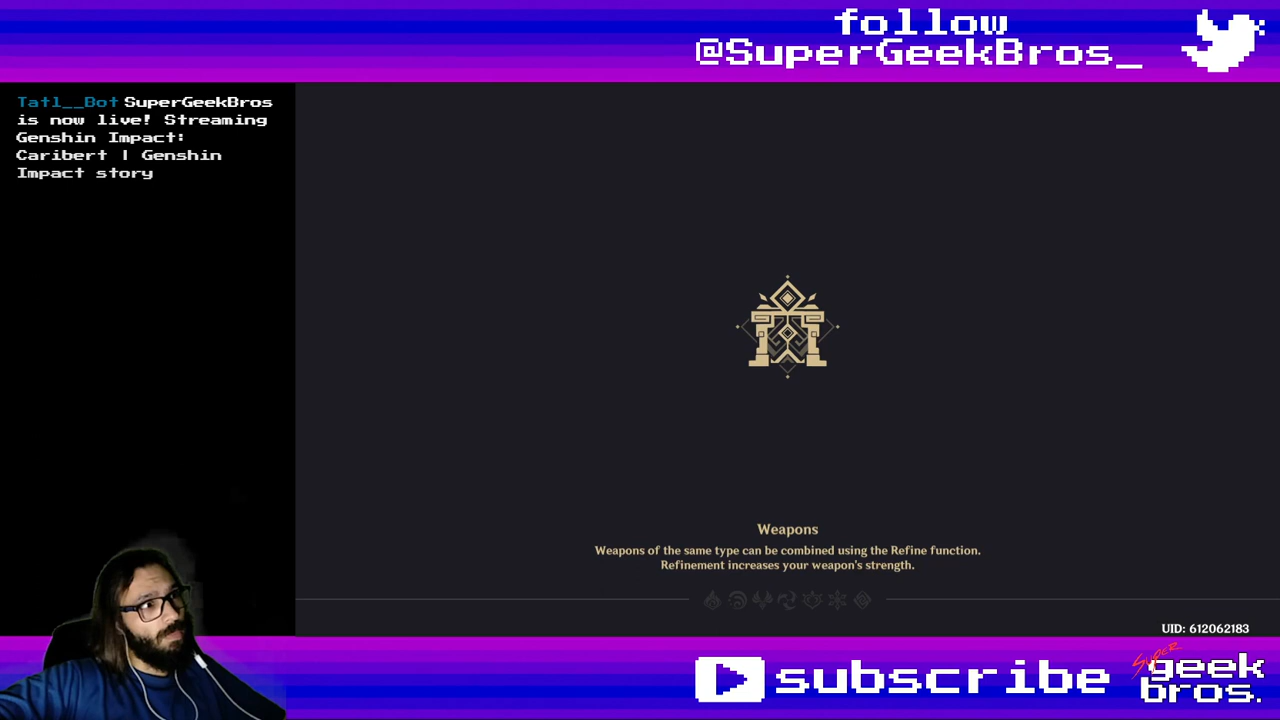 follow
@SuperGeekBros_
Tatl__Bot SuperGeekBros
is now live! Streaming
Genshin Impact:
Caribert | Genshin
Impact story
Weapons
Weapons of the same type can be combined using the Refine function.
Refinement increases your weapon's strength.
UID: 612062183
subscribe
SUPER
geek
bros.